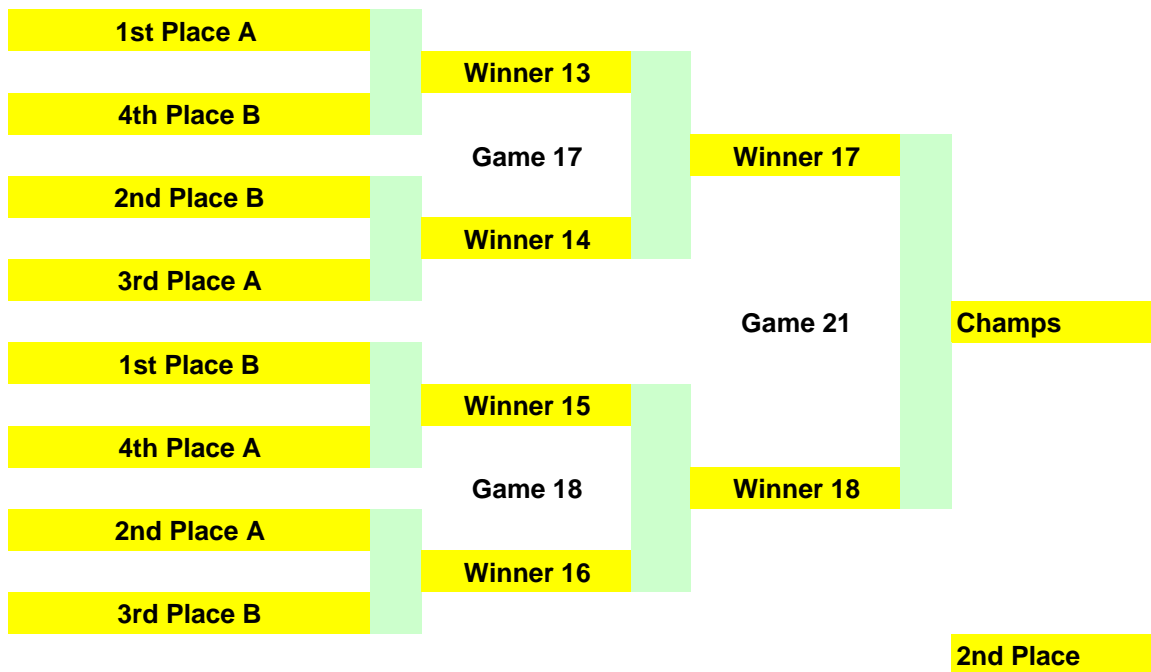 1st Place A
Winner 13
4th Place B
Game 17
Winner 17
2nd Place B
Winner 14
3rd Place A
Game 21
Champs
1st Place B
Winner 15
4th Place A
Game 18
Winner 18
2nd Place A
Winner 16
3rd Place B
2nd Place